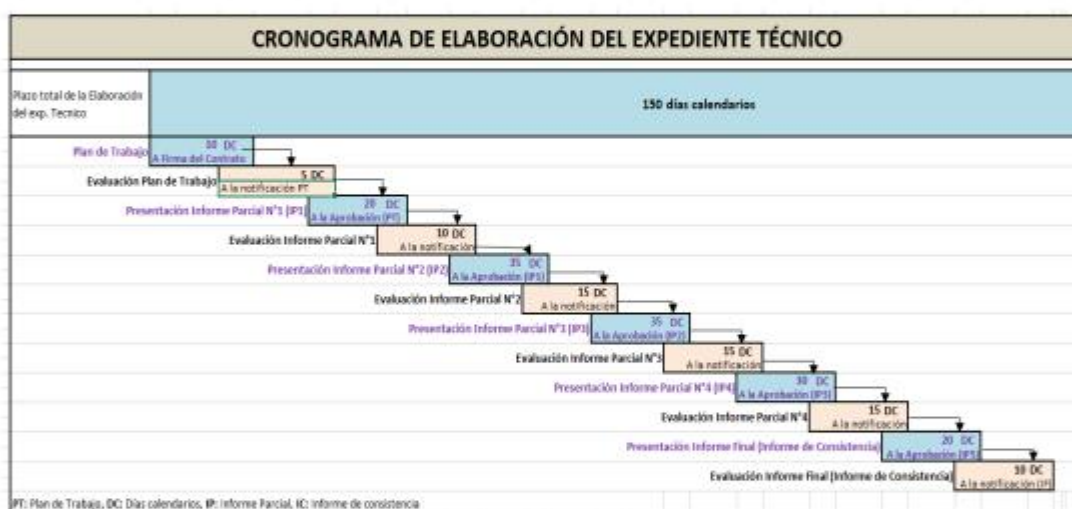 CRONOGRAMA DE ELABORACIÓN DEL EXPEDIENTE TÉCNICO
Plazo total de la Elaboración
del exp. Tecnico
150 días calendarios
Plan de Trabajo
10 DC
A Firma del Contrato
Evaluación Plan de Trabajo
5 DC
A la notificación PT
Presentación Informe Parcial N°1 (IP1)
20 DC
A la Aprobación (PT)
Evaluación Informe Parcial N°1
10 DC
A la notificación
Presentación Informe Parcial N°2 (IP2)
35 DC
A la Aprobación (IP1)
Evaluación Informe Parcial N°2
15 DC
A la notificación
Presentación Informe Parcial N°3 (IP3)
35 DC
A la Aprobación (IP2)
Evaluación Informe Parcial N°3
15 DC
A la notificación
Presentación Informe Parcial N°4 (IP4)
30 DC
A la Aprobación (IP3)
Evaluación Informe Parcial N°4
15 DC
A la notificación
Presentación Informe Final (Informe de Consistencia)
20 DC
A la Aprobación
Evaluación Informe Final (Informe de Consistencia)
10 DC
A la notificación (IF)
PT: Plan de Trabajo, DC: Días calendarios, IP: Informe Parcial, IC: Informe de consistencia